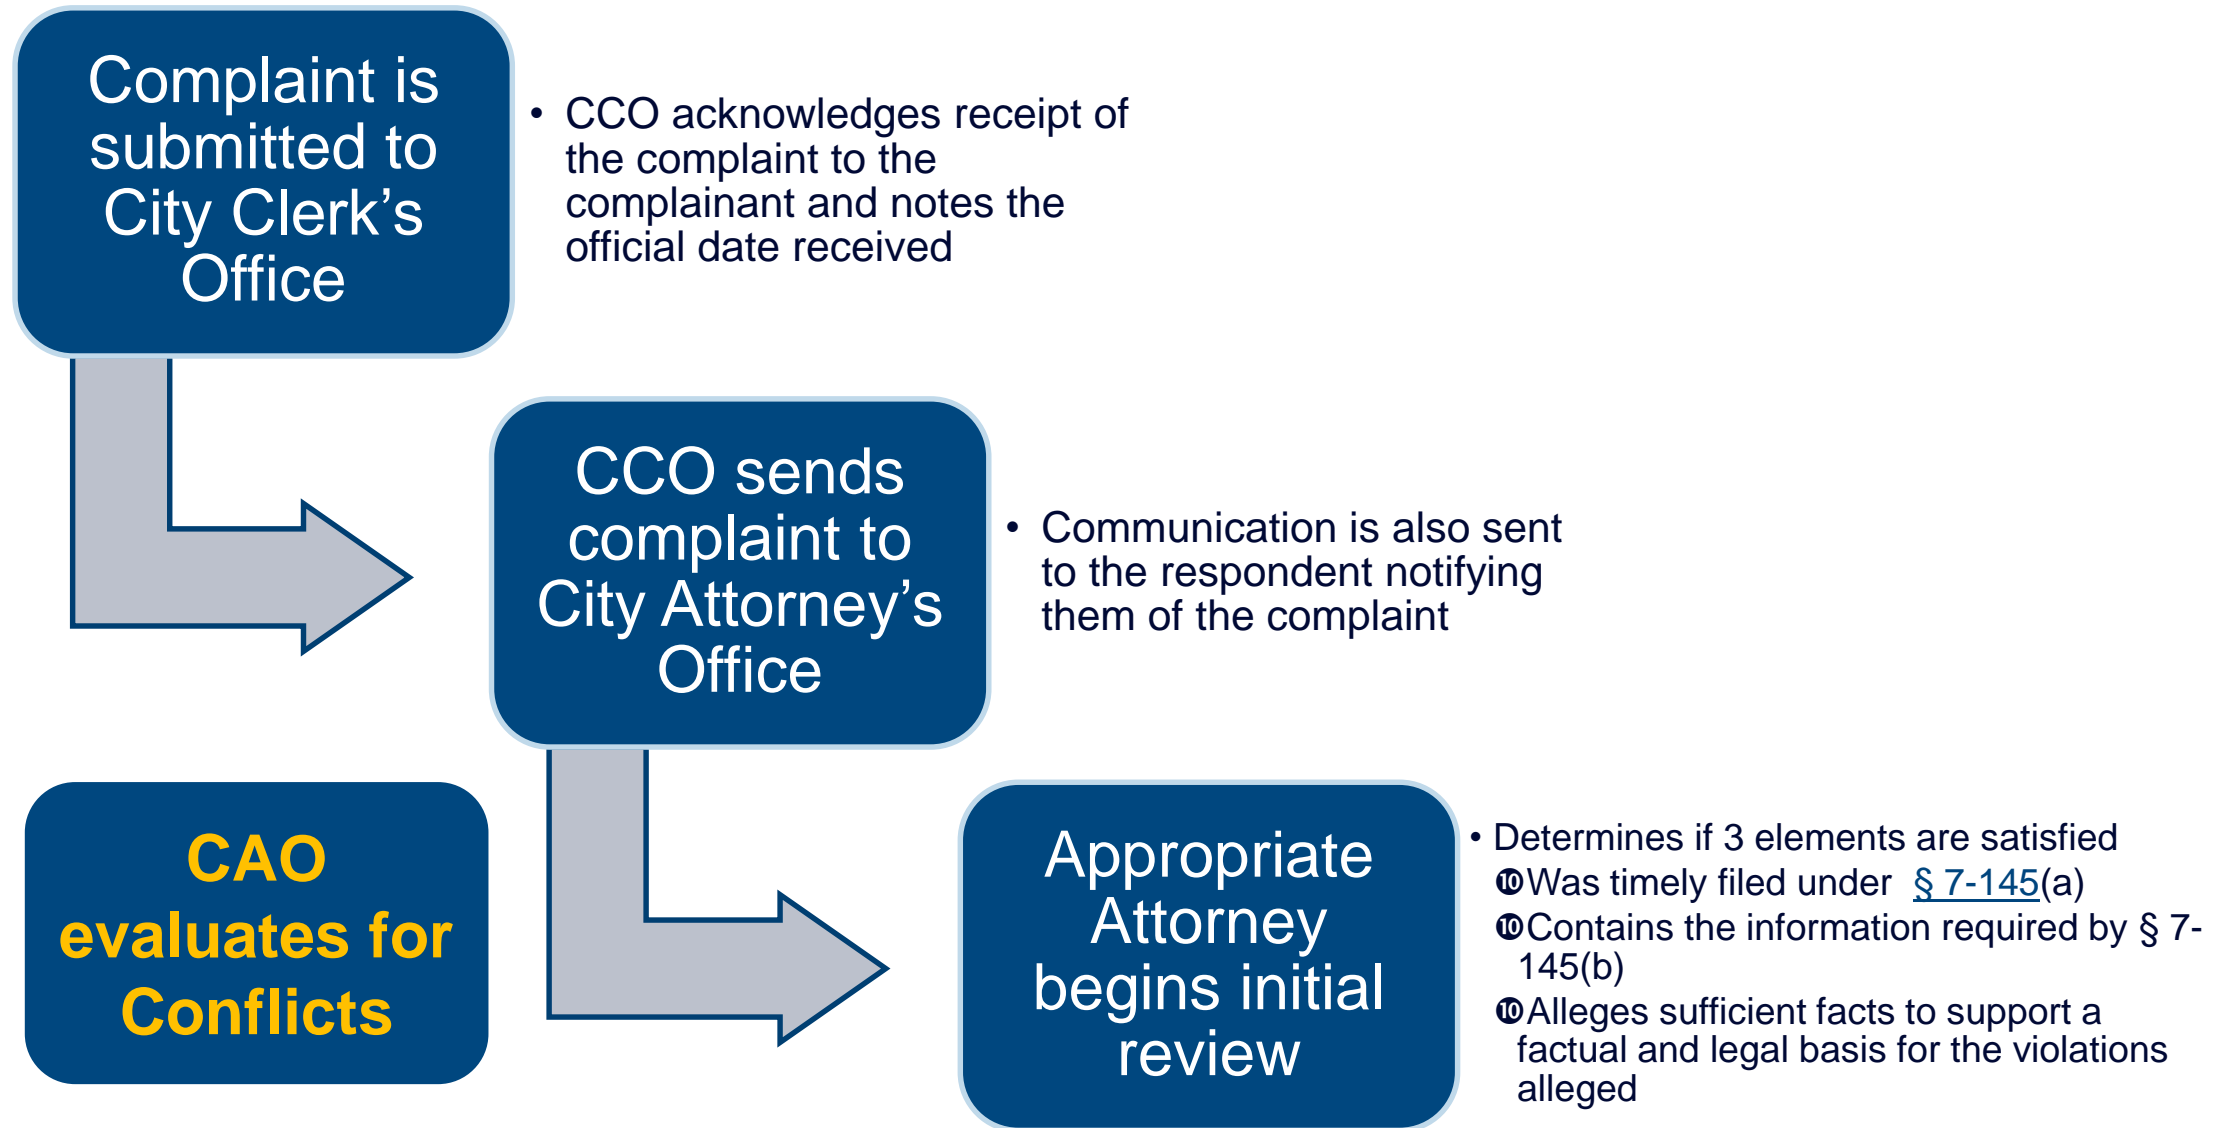 Complaint is
submitted to
City Clerk’s
Office
• CCO acknowledges receipt of
the complaint to the
complainant and notes the
official date received
CCO sends
complaint to
City Attorney’s
Office
• Communication is also sent
to the respondent notifying
them of the complaint
CAO
evaluates for
Conflicts
Appropriate
Attorney
begins initial
review
• Determines if 3 elements are satisfied
❿Was timely filed under § 7-145(a)
❿Contains the information required by § 7-
145(b)
❿Alleges sufficient facts to support a
factual and legal basis for the violations
alleged